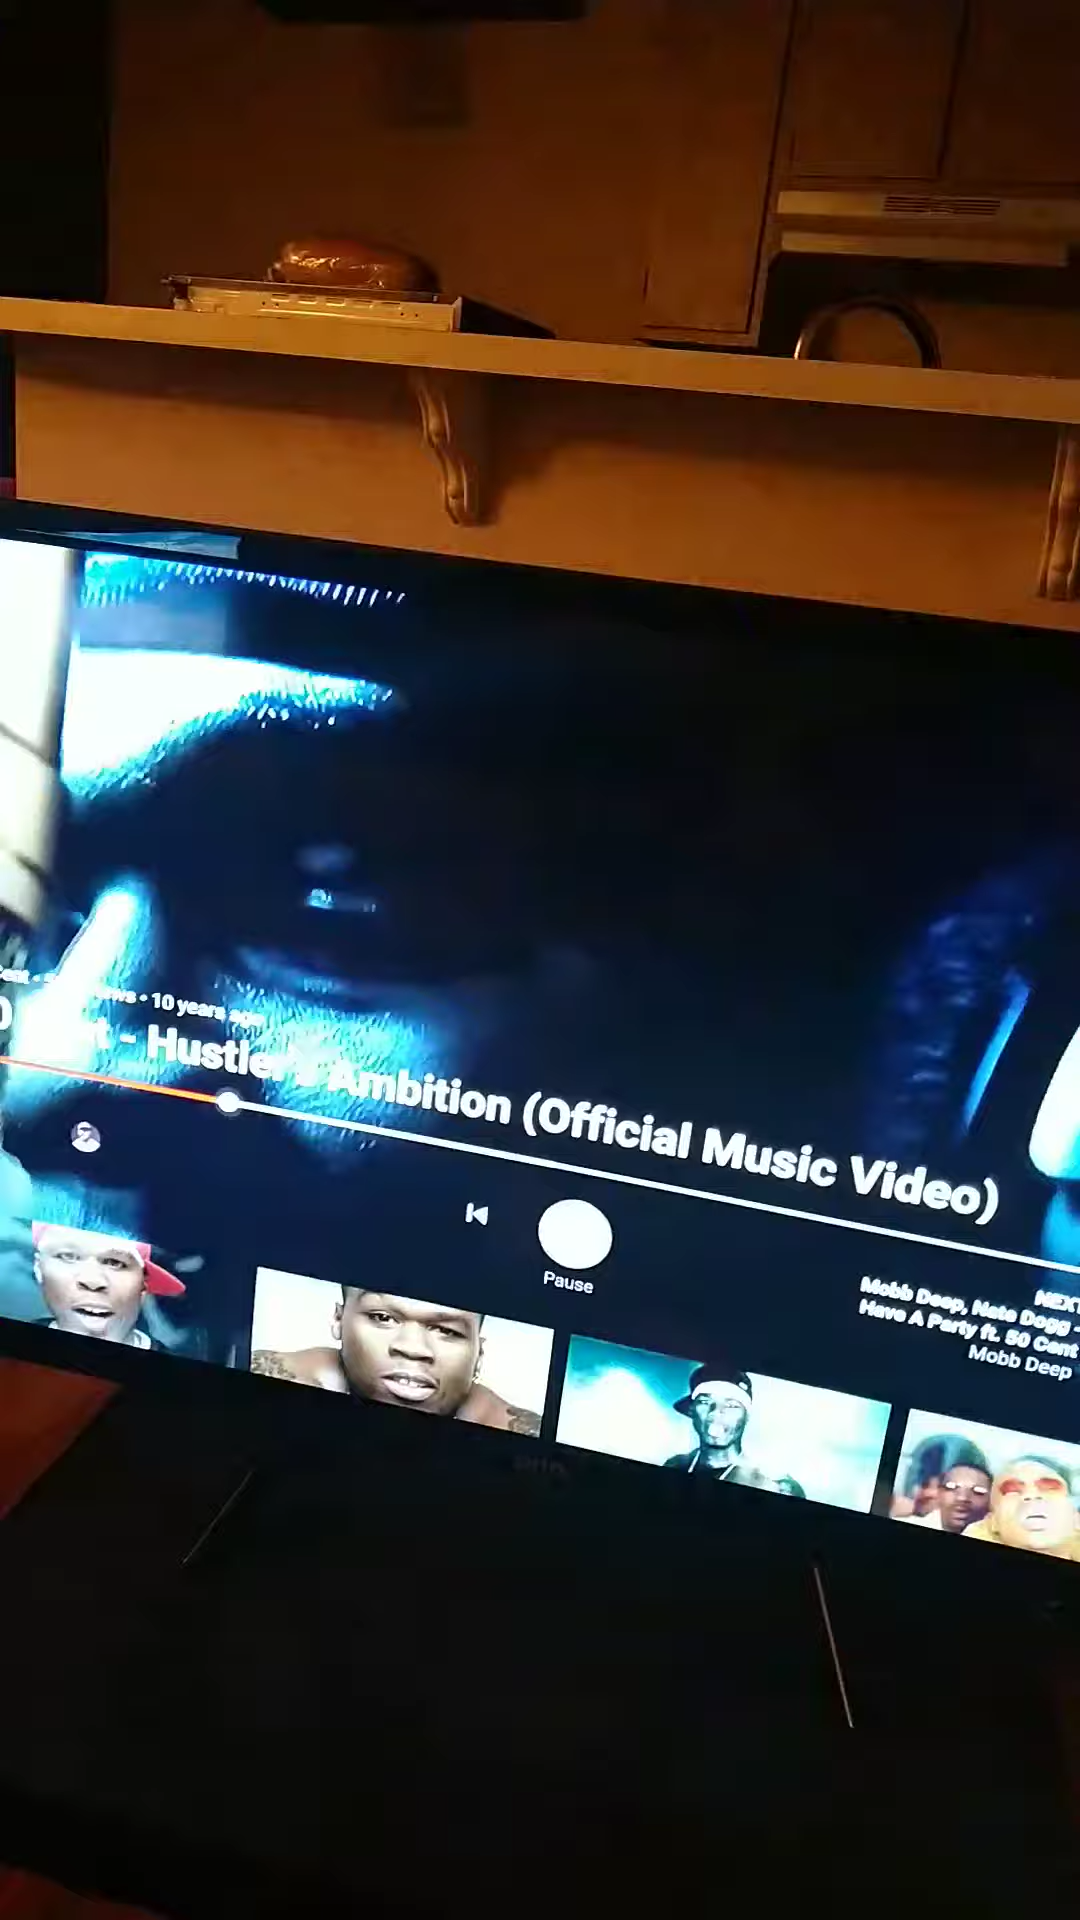 10 years ago
- Hustler's Ambition (Official Music Video)
Pause
NEXT
Mobb Deep, Nate Dogg -
Have A Party ft. 50 Cent
Mobb Deep